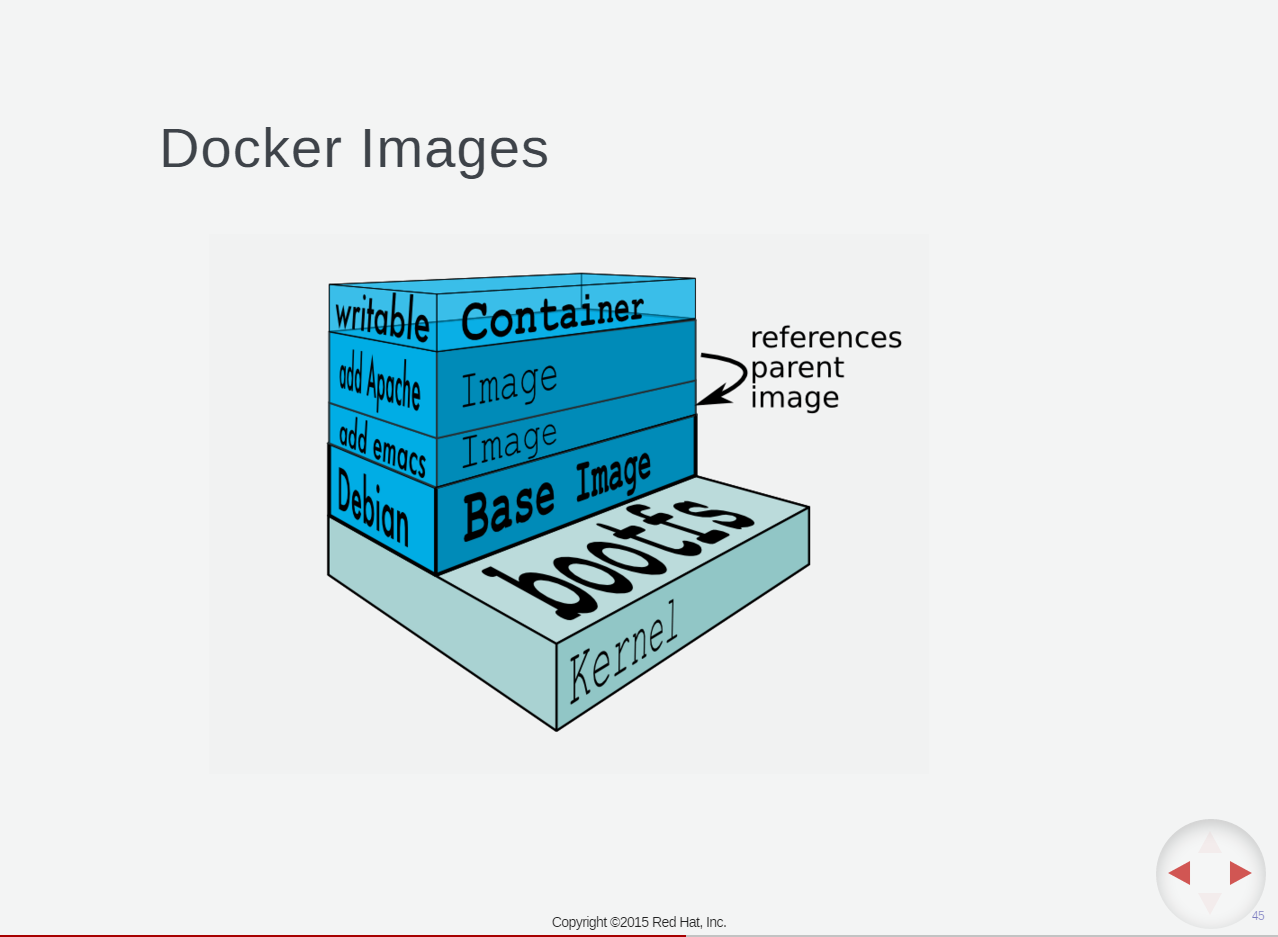 Docker Images
writable Container
add Apache Image
add emacs Image
Debian Base Image
references
parent
image
bootfs
Kernel
Copyright ©2015 Red Hat, Inc.
45